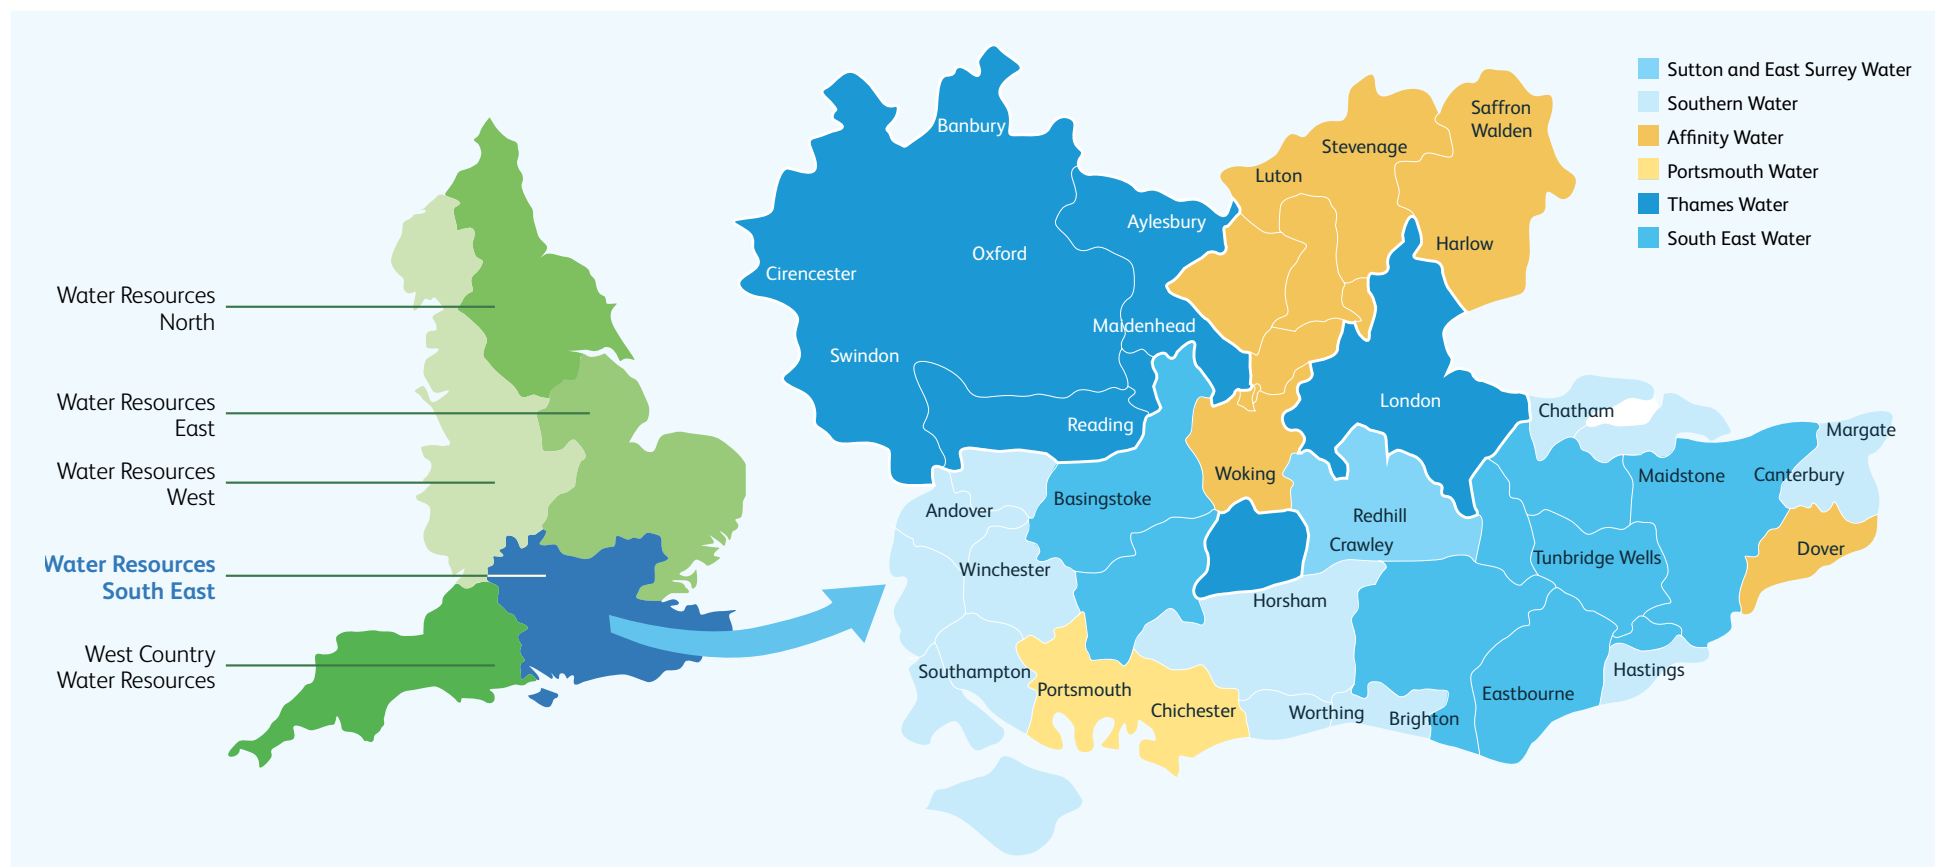 Water Resources
North
Water Resources
East
Water Resources
West
Water Resources
South East
West Country
Water Resources
Sutton and East Surrey Water
Southern Water
Affinity Water
Portsmouth Water
Thames Water
South East Water
Banbury
Saffron
Walden
Stevenage
Luton
Aylesbury
Harlow
Oxford
Cirencester
Maidenhead
Swindon
London
Chatham
Reading
Margate
Woking
Maidstone
Canterbury
Basingstoke
Andover
Redhill
Crawley
Dover
Tunbridge Wells
Winchester
Horsham
Southampton
Hastings
Portsmouth
Eastbourne
Chichester
Worthing
Brighton